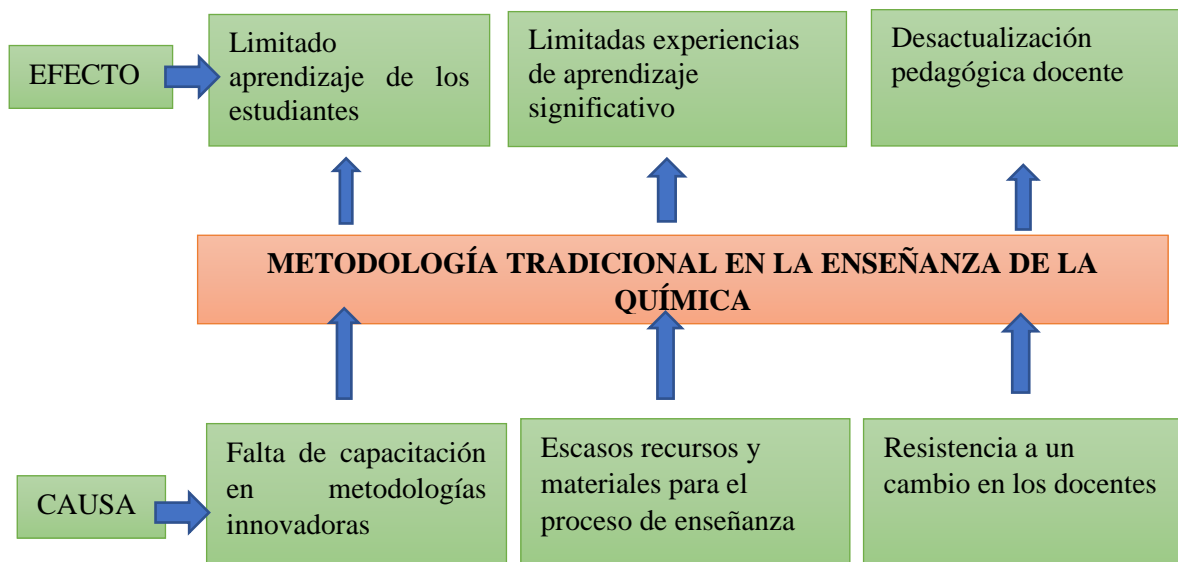 EFECTO
Limitado
aprendizaje de los
estudiantes
Limitadas experiencias
de aprendizaje
significativo
Desactualización
pedagógica docente
METODOLOGÍA TRADICIONAL EN LA ENSEÑANZA DE LA
QUÍMICA
CAUSA
Falta de capacitación
en metodologías
innovadoras
Escasos recursos y
materiales para el
proceso de enseñanza
Resistencia a un
cambio en los docentes